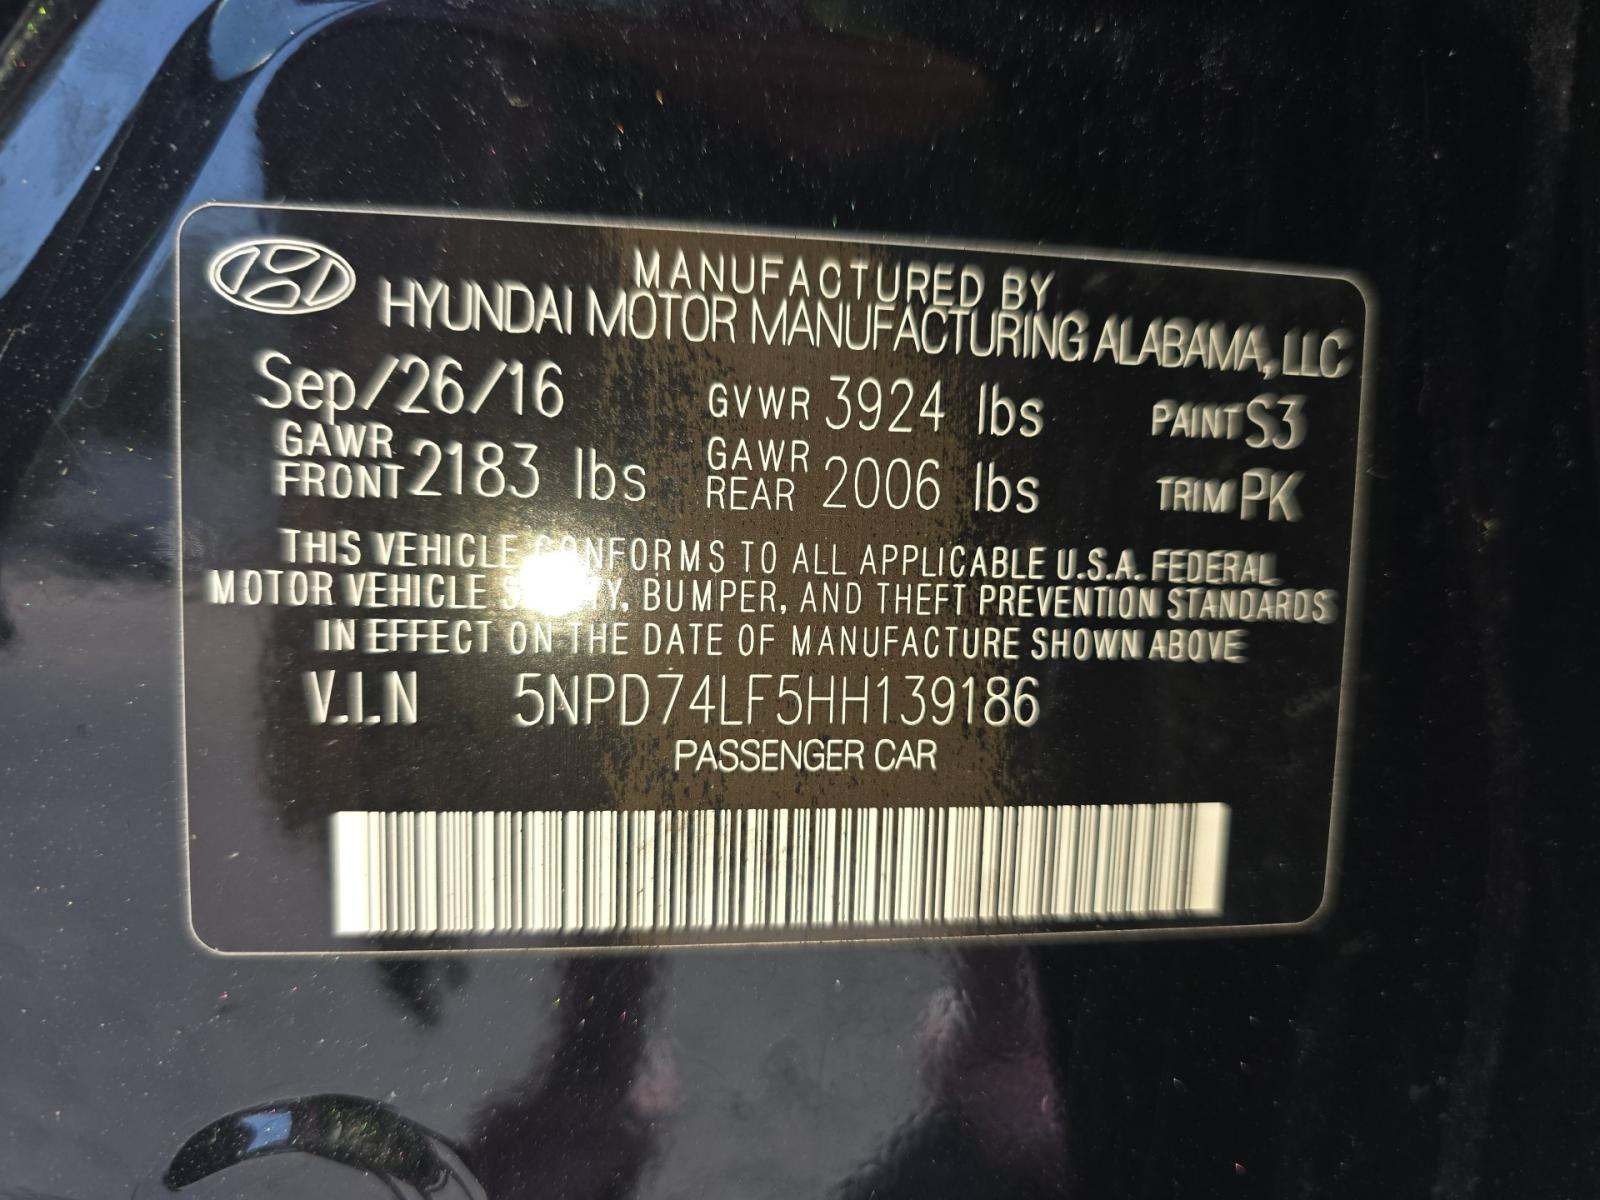 MANUFACTURED BY
HYUNDAI MOTOR MANUFACTURING ALABAMA, LLC
Sep/26/16 GVWR 3924 lbs PAINT S3
GAWR FRONT 2183 lbs GAWR REAR 2006 lbs TRIM PK
THIS VEHICLE CONFORMS TO ALL APPLICABLE U.S.A. FEDERAL
MOTOR VEHICLE BUMPER, AND THEFT PREVENTION STANDARDS
IN EFFECT ON THE DATE OF MANUFACTURE SHOWN ABOVE
V.I.N 5NPD74LF5HH139186
PASSENGER CAR